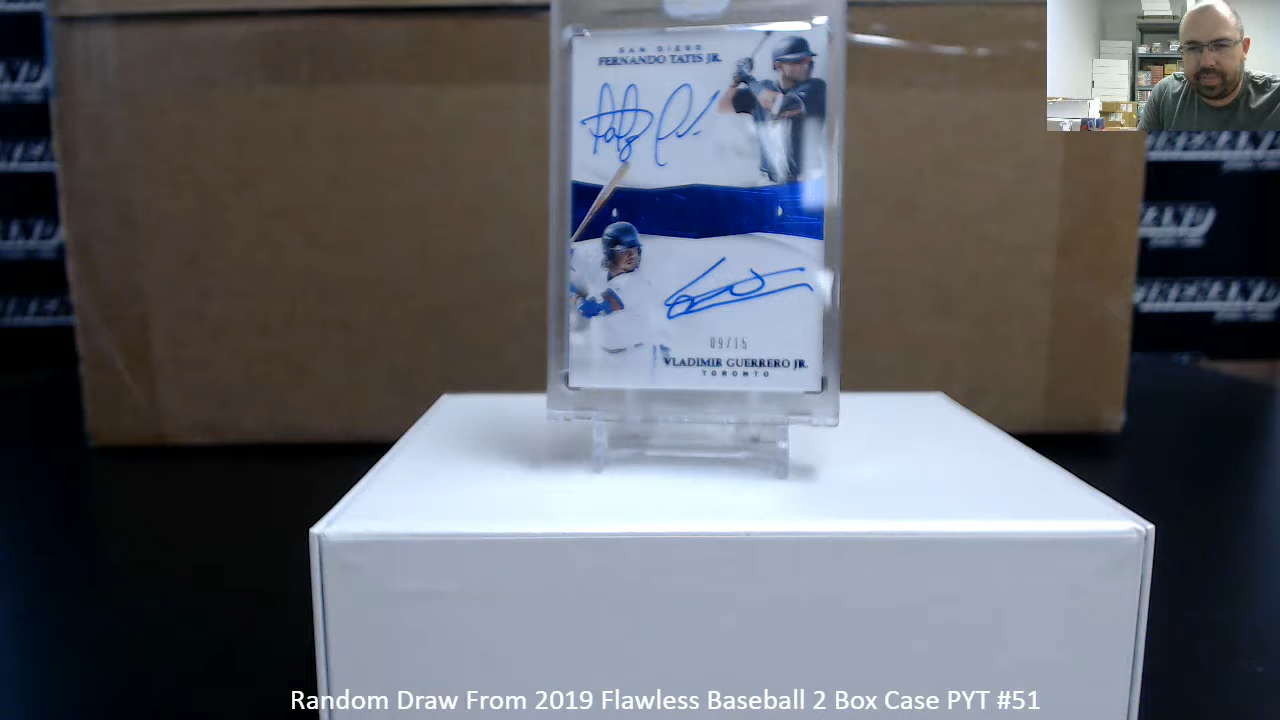 SAN DIEGO
FERNANDO TATIS JR.
09/15
VLADIMIR GUERRERO JR.
TORONTO
Random Draw From 2019 Flawless Baseball 2 Box Case PYT #51